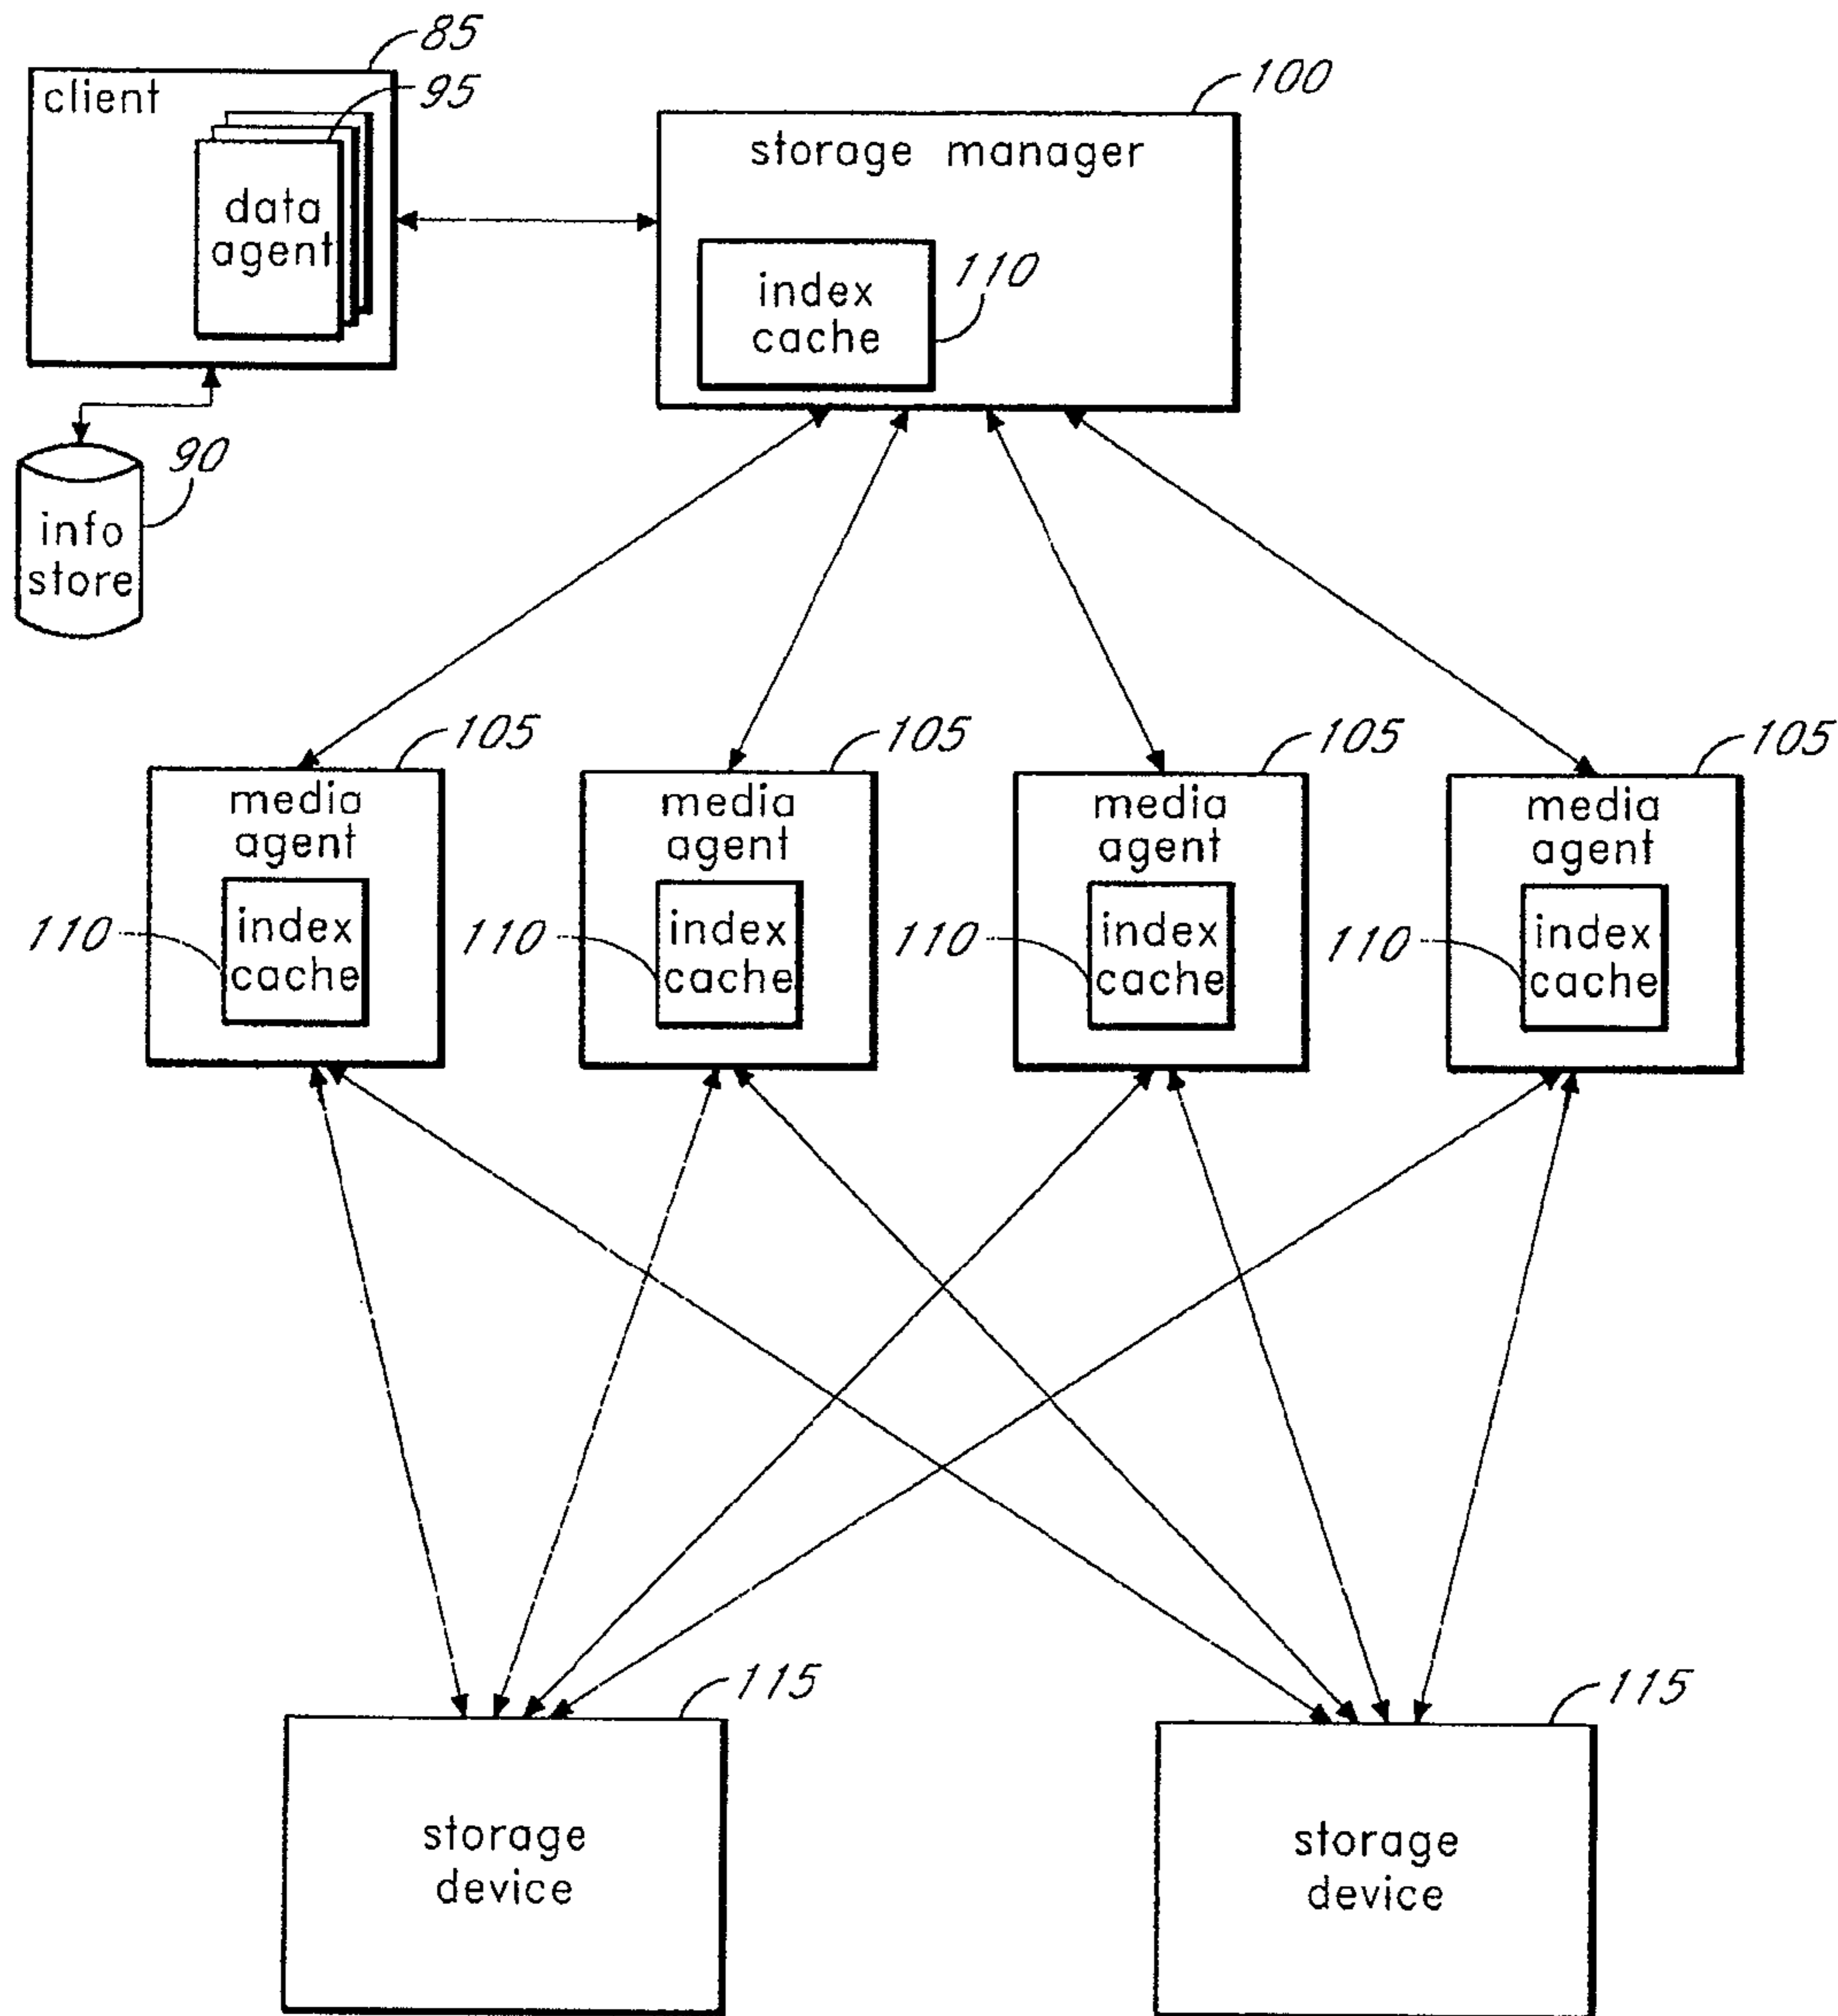 85
client
95
data
agent
100
storage manager
index
cache
110
90
info
store
105
media
agent
index
cache
110
105
media
agent
index
cache
110
105
media
agent
index
cache
110
105
media
agent
index
cache
110
115
storage
device
115
storage
device